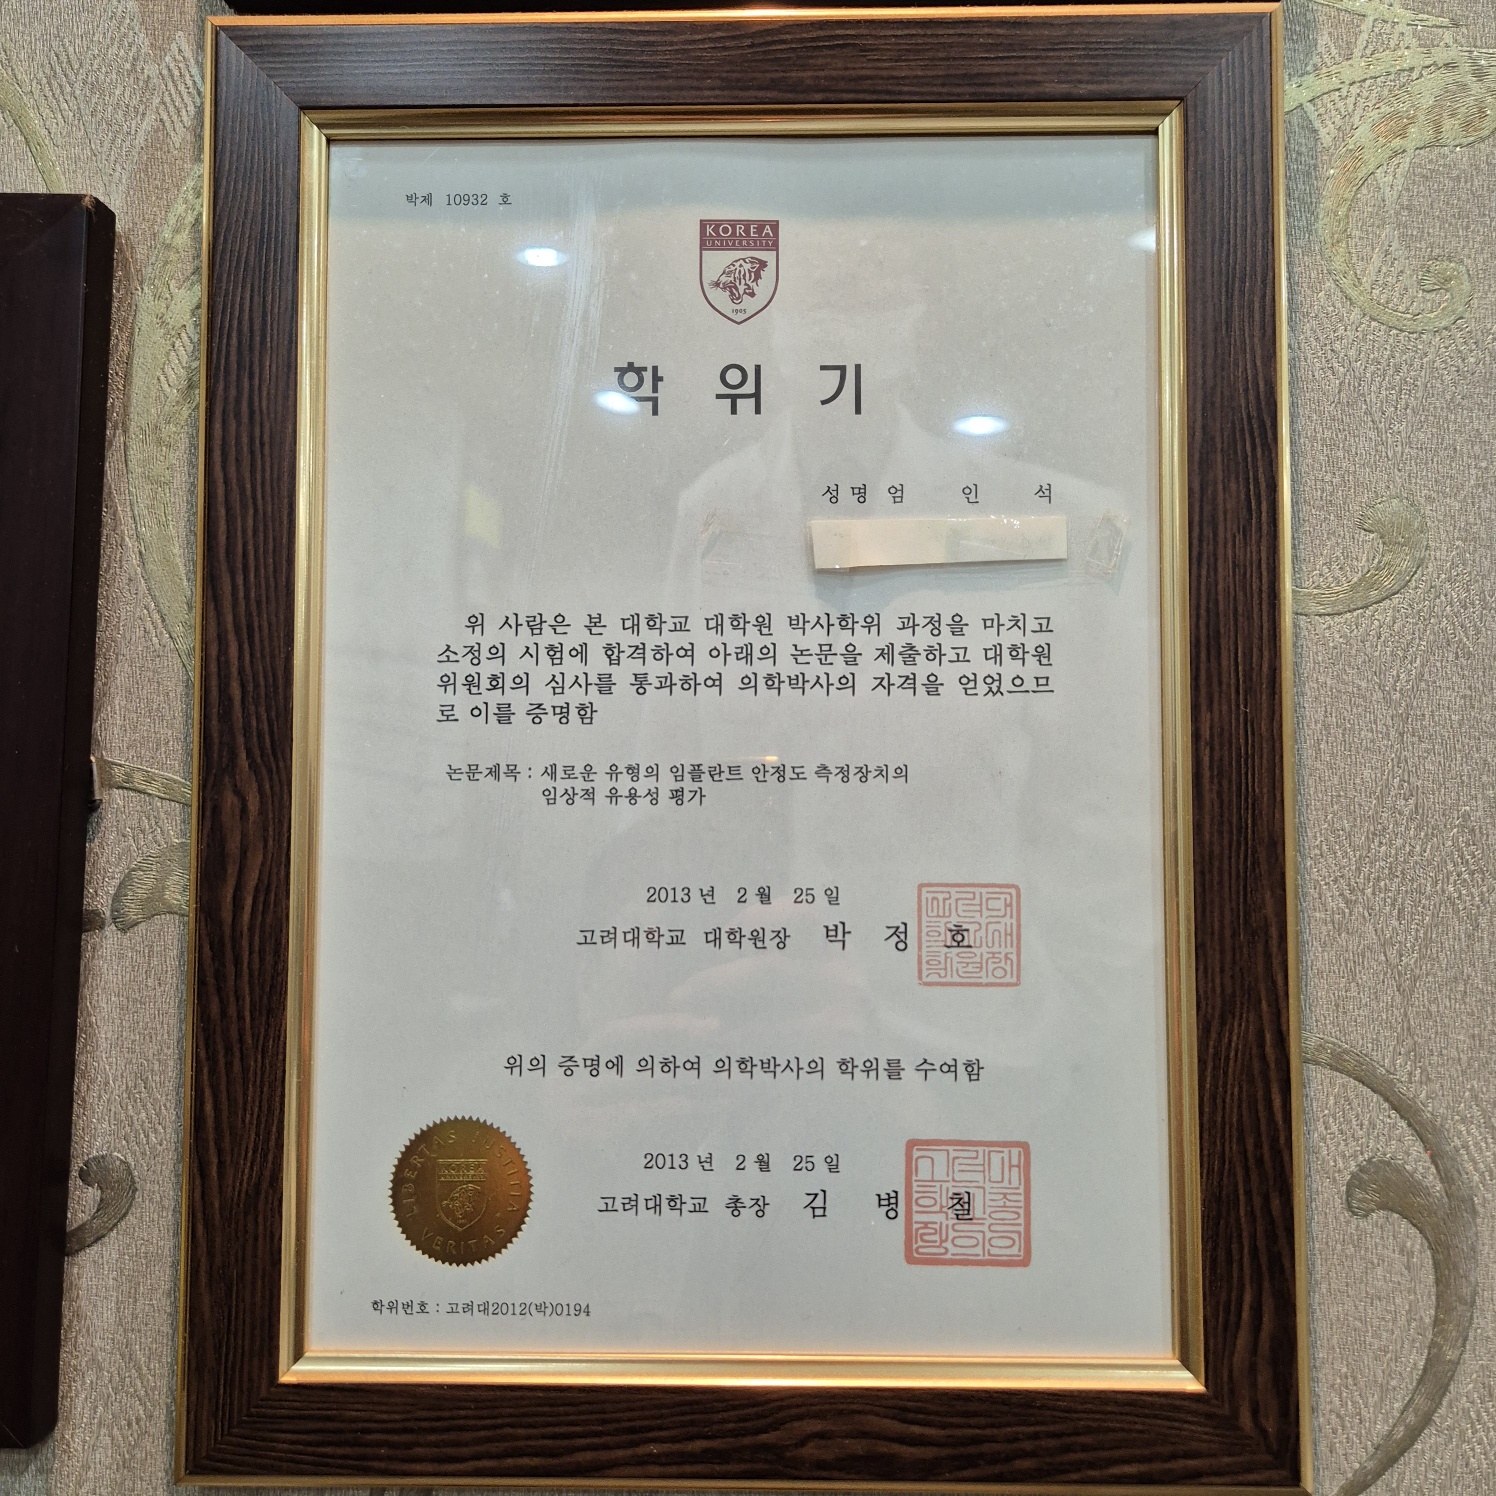 박제 10932 호
KOREA
UNIVERSITY
1905
학 위 기
성명 엄 인 석
위 사람은 본 대학교 대학원 박사학위 과정을 마치고
소정의 시험에 합격하여 아래의 논문을 제출하고 대학원
위원회의 심사를 통과하여 의학박사의 자격을 얻었으므
로 이를 증명함
논문제목 : 새로운 유형의 임플란트 안정도 측정장치의
임상적 유용성 평가
2013 년 2 월 25 일
고려대학교 대학원장 박 정 호
위의 증명에 의하여 의학박사의 학위를 수여함
2013 년 2 월 25 일
고려대학교 총장 김 병 철
LIBERTAS JUSTITIA
KOREA
VERITAS
학위번호 : 고려대2012(박)0194